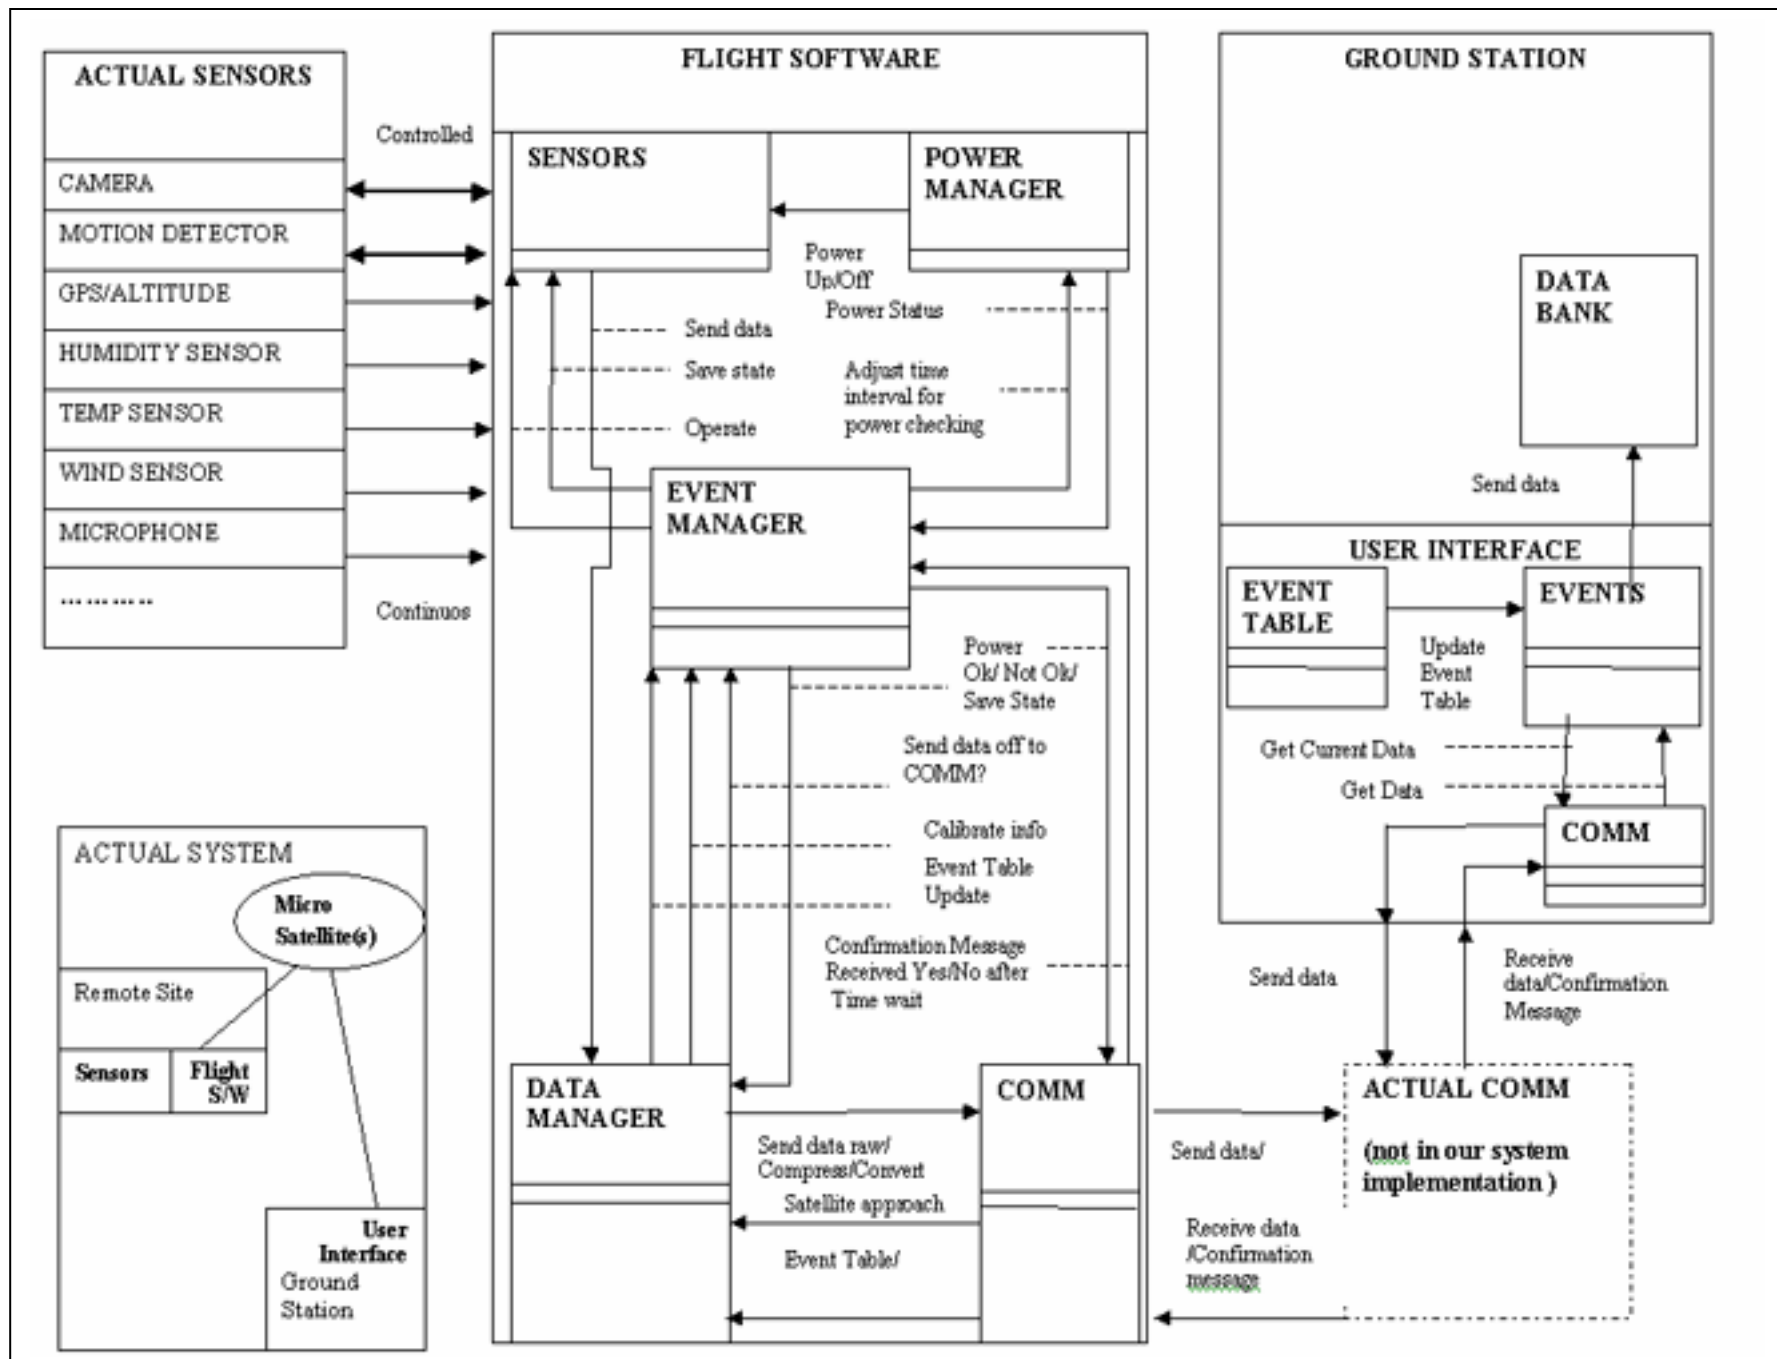 ACTUAL SENSORS
CAMERA
MOTION DETECTOR
GPS/ALTITUDE
HUMIDITY SENSOR
TEMP SENSOR
WIND SENSOR
MICROPHONE
...........
Controlled
Continuos
FLIGHT SOFTWARE
SENSORS
POWER
MANAGER
Power
Up/Off
Power Status
Send data
Save state
Operate
Adjust time
interval for
power checking
EVENT
MANAGER
Power
Ok/ Not Ok/
Save State
Send data off to
COMM?
Calibrate info
Event Table
Update
Confirmation Message
Received Yes/No after
Time wait
DATA
MANAGER
COMM
Send data raw/
Compress/Convert
Satellite approach
Event Table/
GROUND STATION
DATA
BANK
Send data
USER INTERFACE
EVENT
TABLE
EVENTS
Update
Event
Table
Get Current Data
Get Data
COMM
Send data
Receive
data/Confirmation
Message
ACTUAL COMM
(not in our system
implementation )
Send data/
Receive data
/Confirmation
message
ACTUAL SYSTEM
Micro
Satellite(s)
Remote Site
Sensors
Flight
S/W
User
Interface
Ground
Station